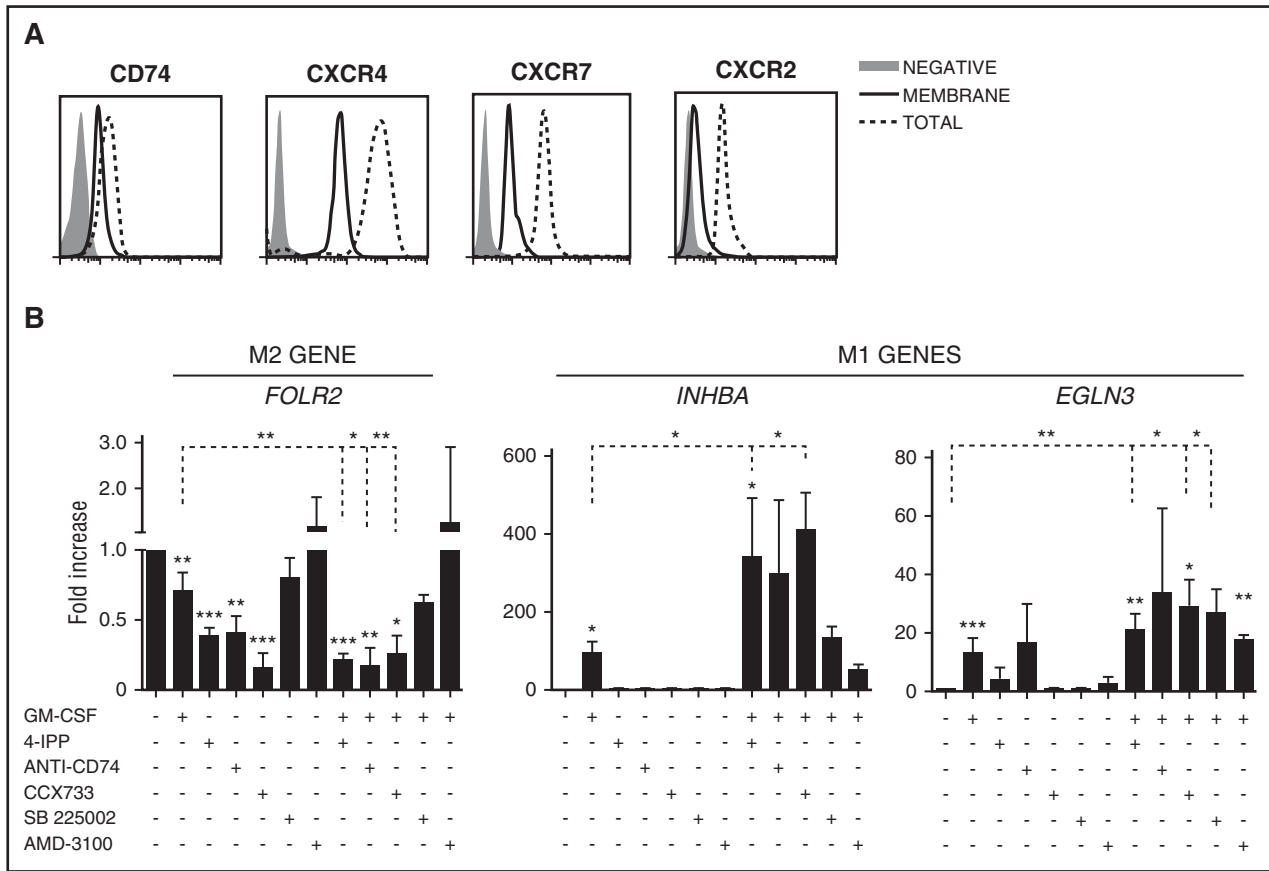 A
CD74
CXCR4
CXCR7
CXCR2
NEGATIVE
MEMBRANE
TOTAL
B
M2 GENE
M1 GENES
FOLR2
INHBA
EGLN3
Fold increase
3.0
2.0
1.0
0.5
0
** * **
** *** ** *** *** ** *
600
400
200
0
* *
* *
80
60
40
20
0
** * *
*** ** * **
GM-CSF - + - - - - - + + + + + - + - - - - - + + + + + - + - - - - - + + + + +
4-IPP - - + - - - - + - - - - - - + - - - - + - - - - - - + - - - - + - - - -
ANTI-CD74 - - - + - - - - + - - - - - - + - - - - + - - - - - - + - - - - + - - -
CCX733 - - - - + - - - - + - - - - - - + - - - - + - - - - - - + - - - - + - -
SB 225002 - - - - - + - - - - + - - - - - - + - - - - + - - - - - - + - - - - + -
AMD-3100 - - - - - - + - - - - + - - - - - - + - - - - + - - - - - - + - - - - +